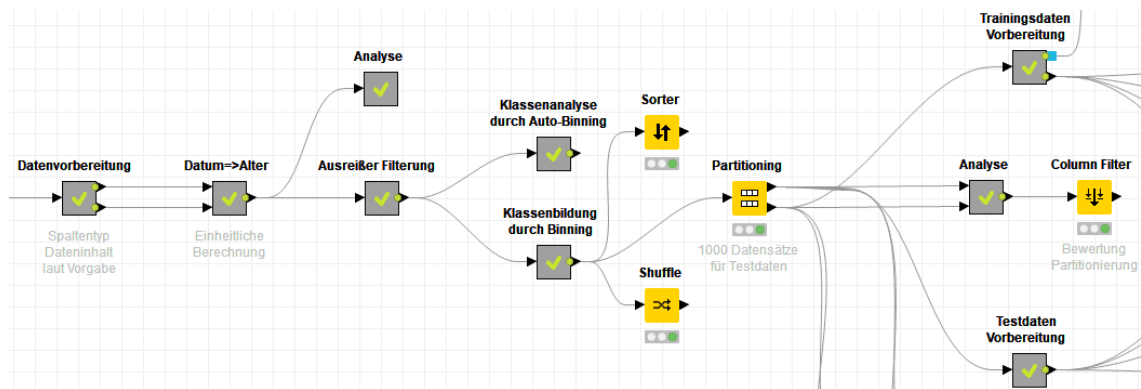 Trainingsdaten
Vorbereitung
Analyse
Klassenanalyse
durch Auto-Binning
Sorter
Datenvorbereitung
Datum=>Alter
Ausreißer Filterung
Partitioning
Analyse
Column Filter
Klassenbildung
durch Binning
Spaltentyp
Dateninhalt
laut Vorgabe
Einheitliche
Berechnung
1000 Datensätze
für Testdaten
Bewertung
Partitionierung
Shuffle
Testdaten
Vorbereitung